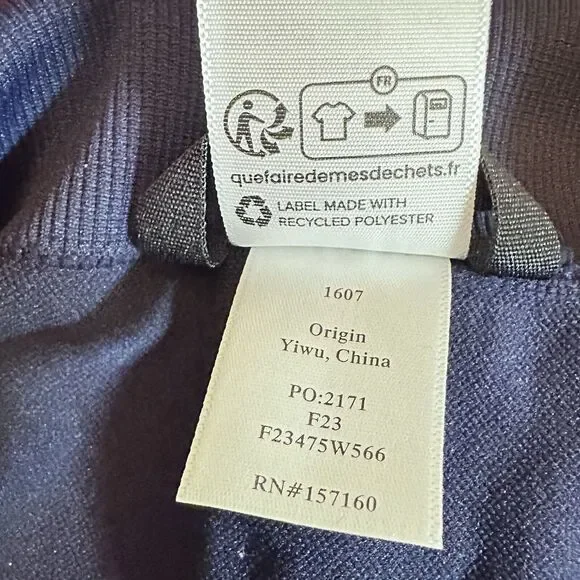 FR
quefairedemesdechets.fr
LABEL MADE WITH
RECYCLED POLYESTER
1607
Origin
Yiwu, China
PO:2171
F23
F23475W566
RN#157160